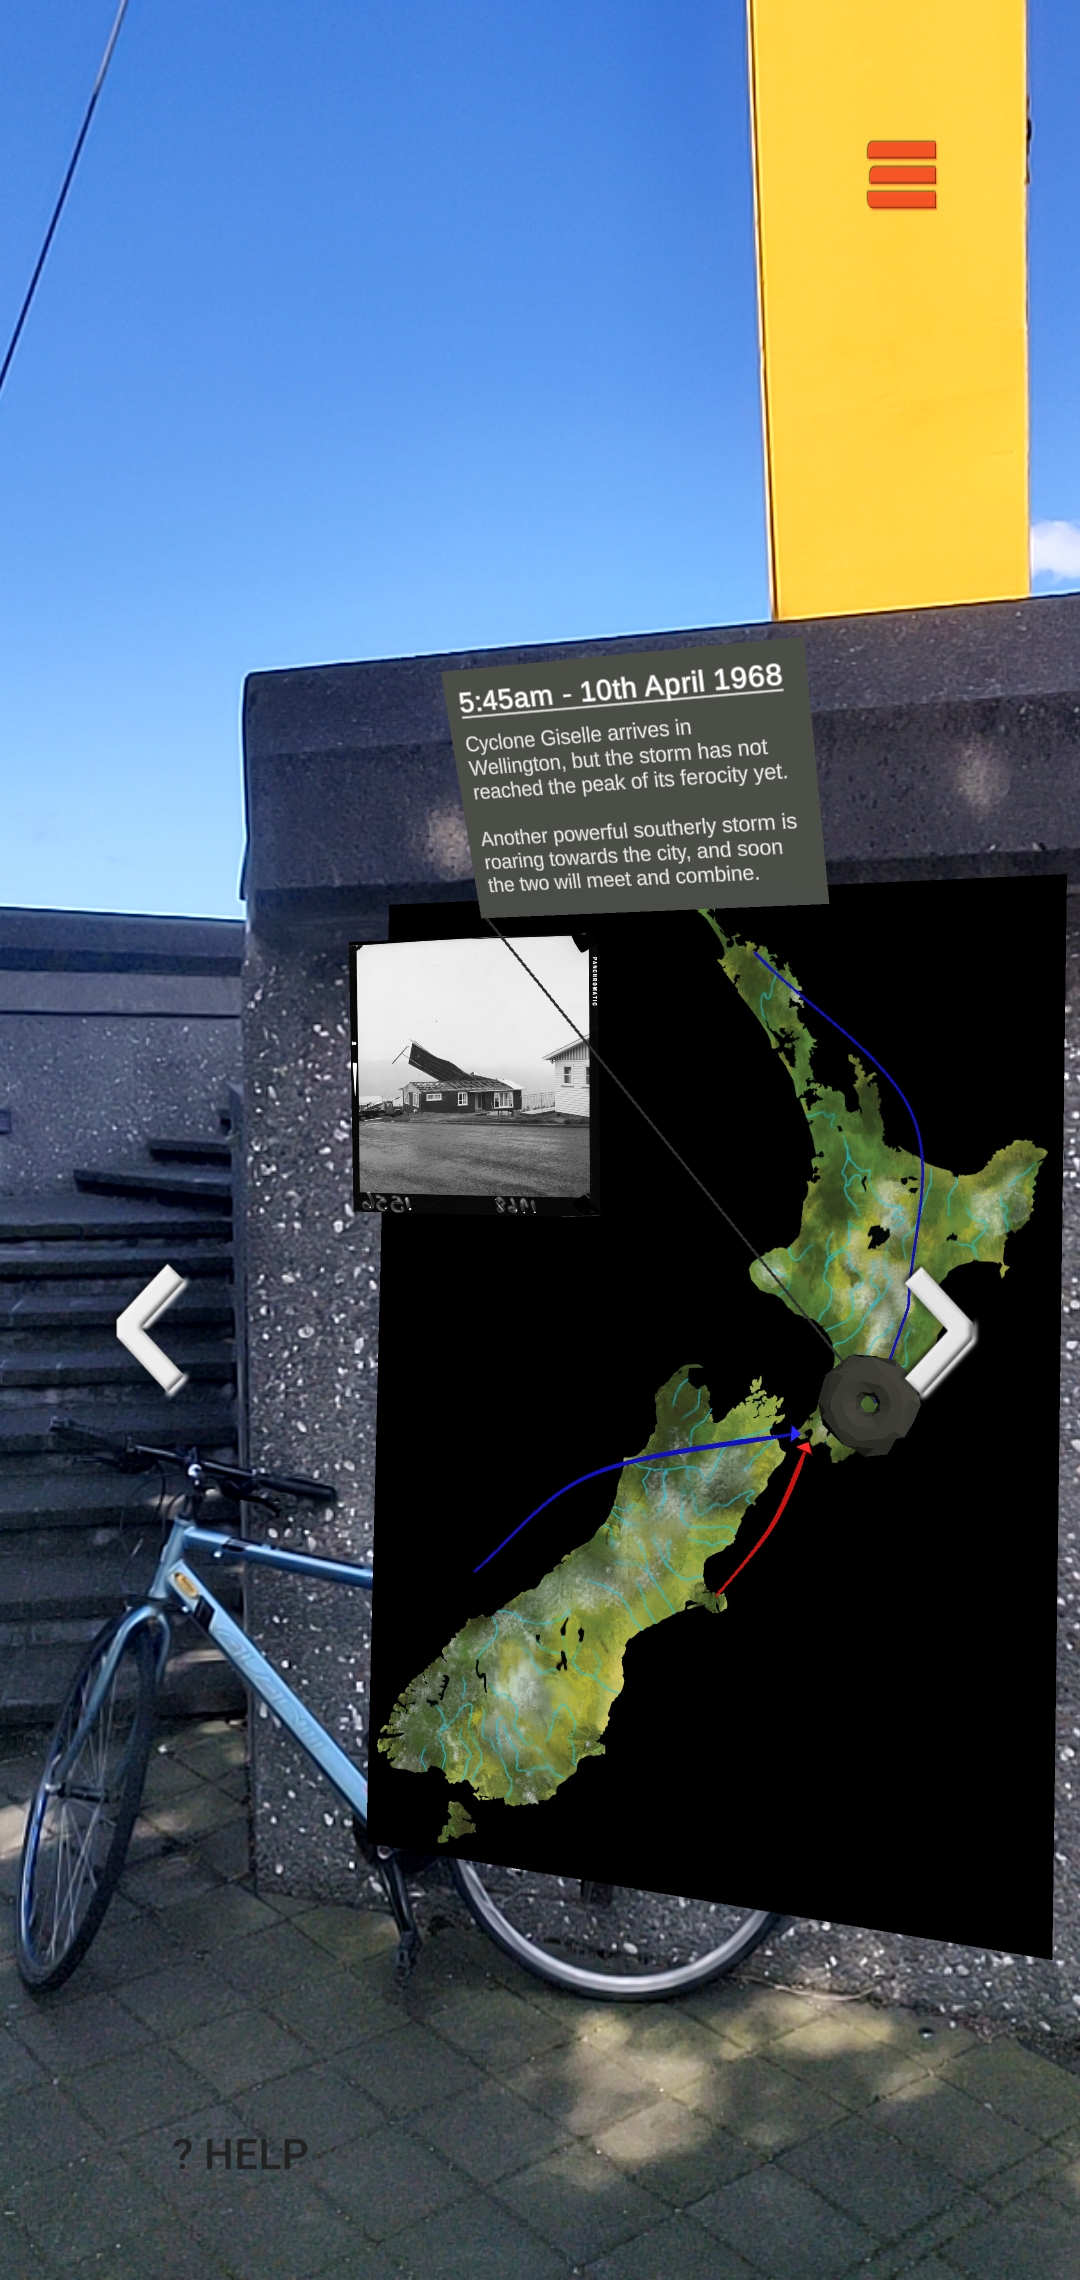 5:45am - 10th April 1968
Cyclone Giselle arrives in
Wellington, but the storm has not
reached the peak of its ferocity yet.
Another powerful southerly storm is
roaring towards the city, and soon
the two will meet and combine.
PANCHROMATIC
? HELP